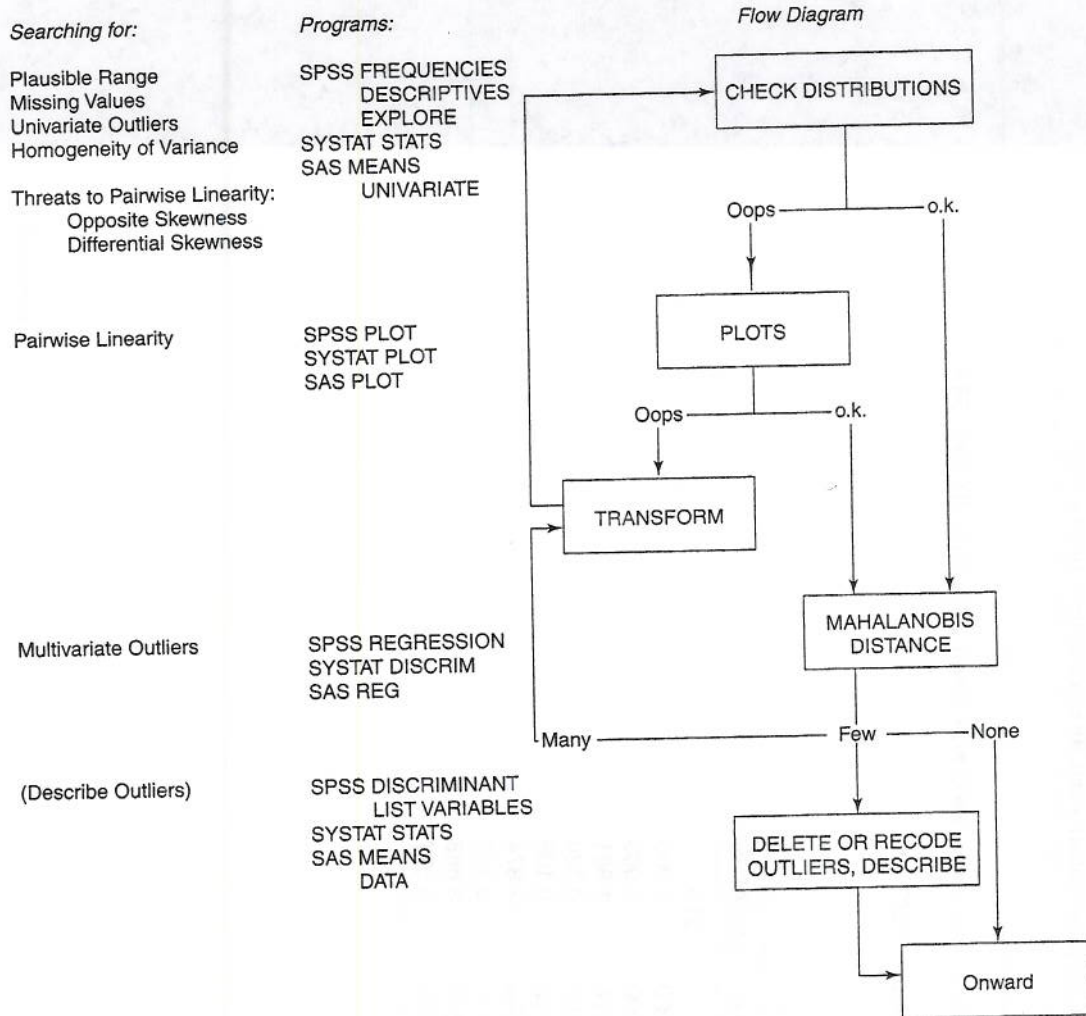 Searching for:
Programs:
Flow Diagram
Plausible Range
Missing Values
Univariate Outliers
Homogeneity of Variance
Threats to Pairwise Linearity:
Opposite Skewness
Differential Skewness
SPSS FREQUENCIES
DESCRIPTIVES
EXPLORE
SYSTAT STATS
SAS MEANS
UNIVARIATE
CHECK DISTRIBUTIONS
Oops
o.k.
Pairwise Linearity
SPSS PLOT
SYSTAT PLOT
SAS PLOT
PLOTS
Oops
o.k.
TRANSFORM
Multivariate Outliers
SPSS REGRESSION
SYSTAT DISCRIM
SAS REG
MAHALANOBIS
DISTANCE
Many
Few
None
(Describe Outliers)
SPSS DISCRIMINANT
LIST VARIABLES
SYSTAT STATS
SAS MEANS
DATA
DELETE OR RECODE
OUTLIERS, DESCRIBE
Onward